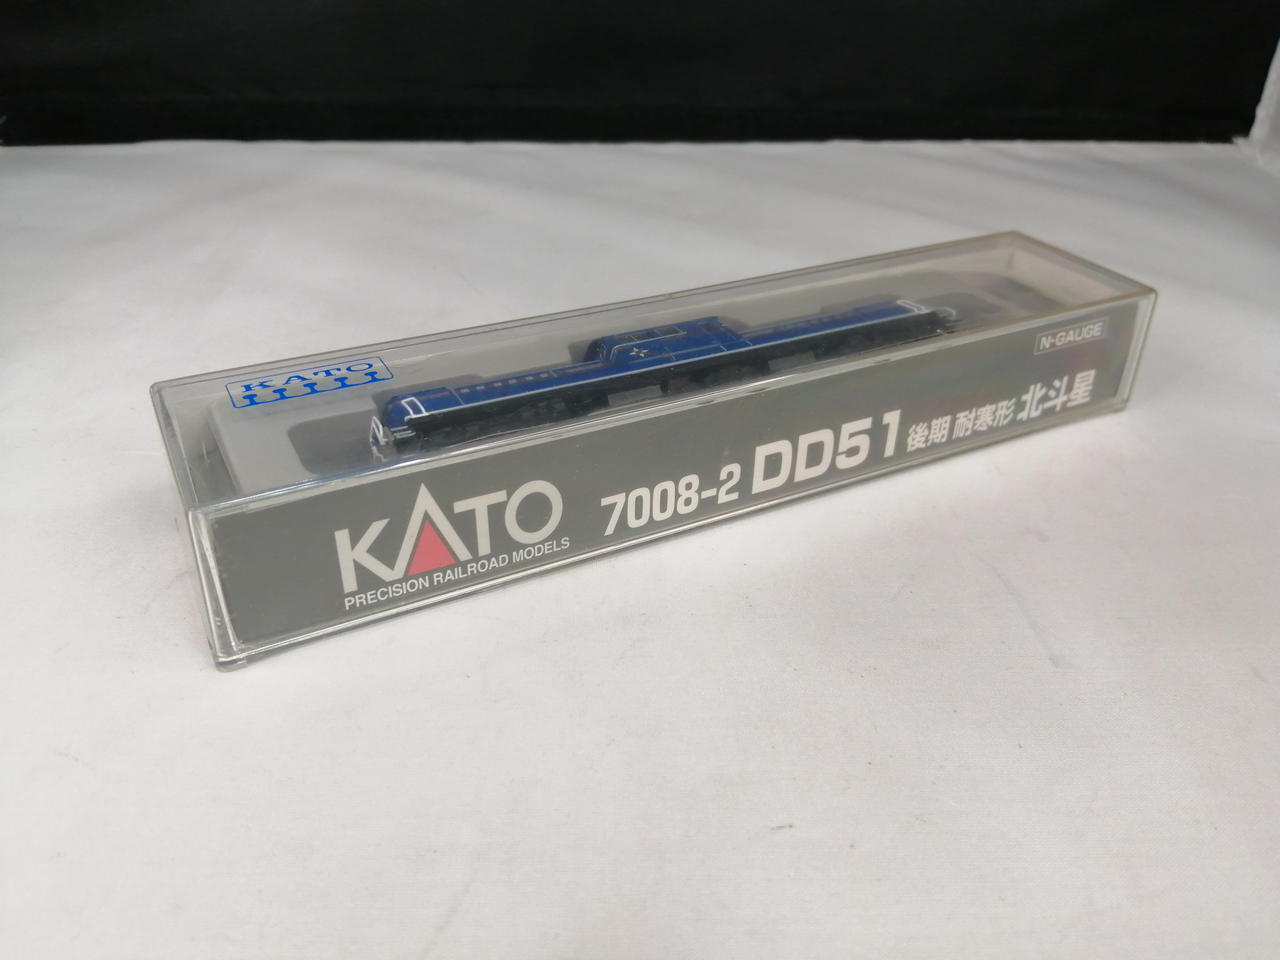 KATO
KATO
PRECISION RAILROAD MODELS
7008-2 DD51 後期 耐寒形 北斗星
N-GAUGE